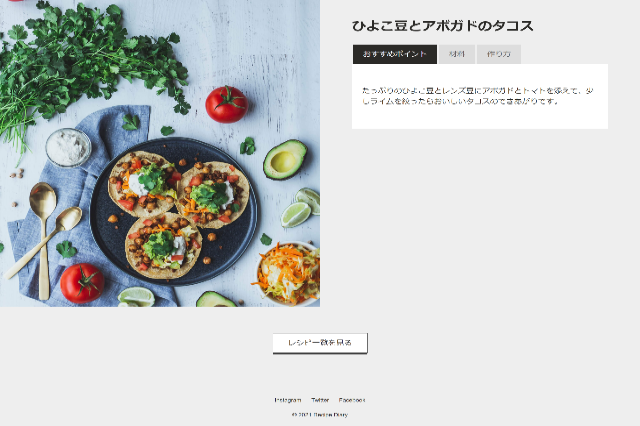 ひよこ豆とアボガドのタコス
おすすめポイント 材料 作り方
たっぷりのひよこ豆とレンズ豆にアボガドとトマトを添えて、少
しライムを絞ったらおいしいタコスのできあがりです。
レシピ一覧を見る
Instagram Twitter Facebook
© 2021 Recipe Diary